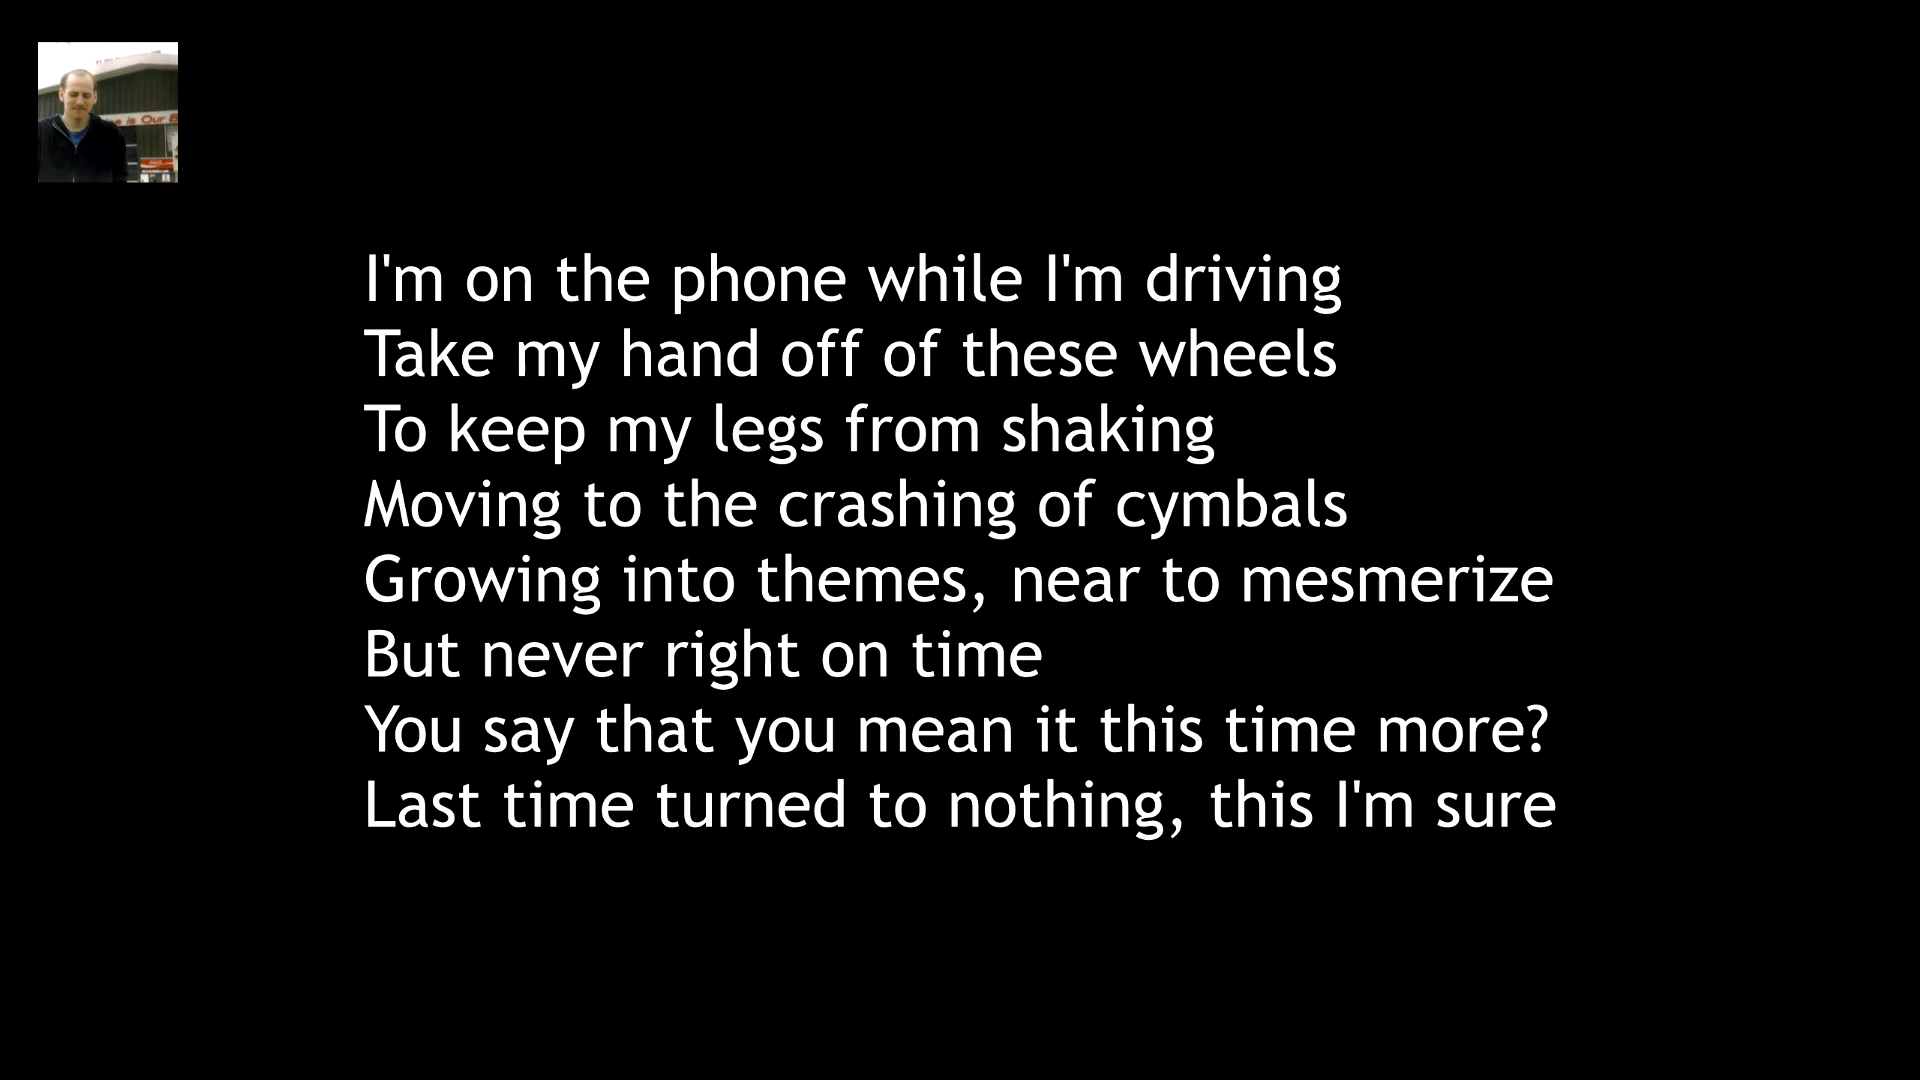 e is Our B
I'm on the phone while I'm driving
Take my hand off of these wheels
To keep my legs from shaking
Moving to the crashing of cymbals
Growing into themes, near to mesmerize
But never right on time
You say that you mean it this time more?
Last time turned to nothing, this I'm sure